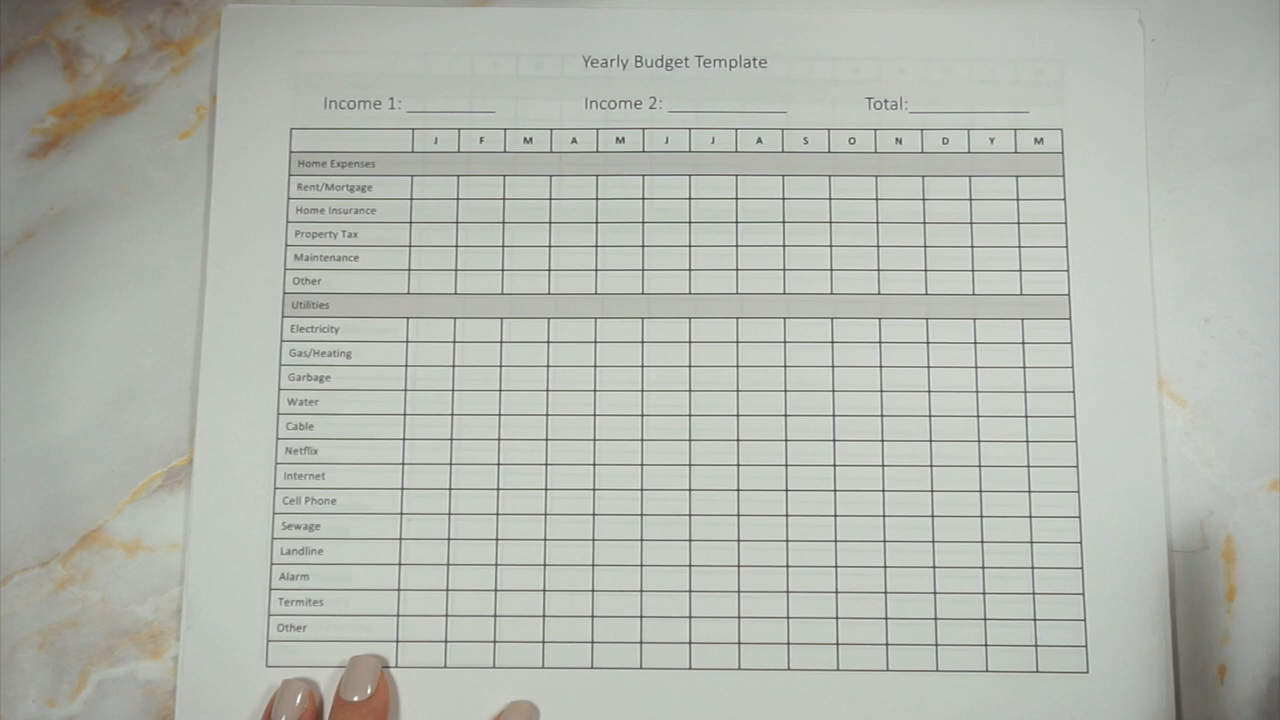 Yearly Budget Template
Income 1: __________ Income 2: ____________ Total:____________
J F M A M J J A S O N D Y M
Home Expenses
Rent/Mortgage
Home Insurance
Property Tax
Maintenance
Other
Utilities
Electricity
Gas/Heating
Garbage
Water
Cable
Netflix
Internet
Cell Phone
Sewage
Landline
Alarm
Termites
Other